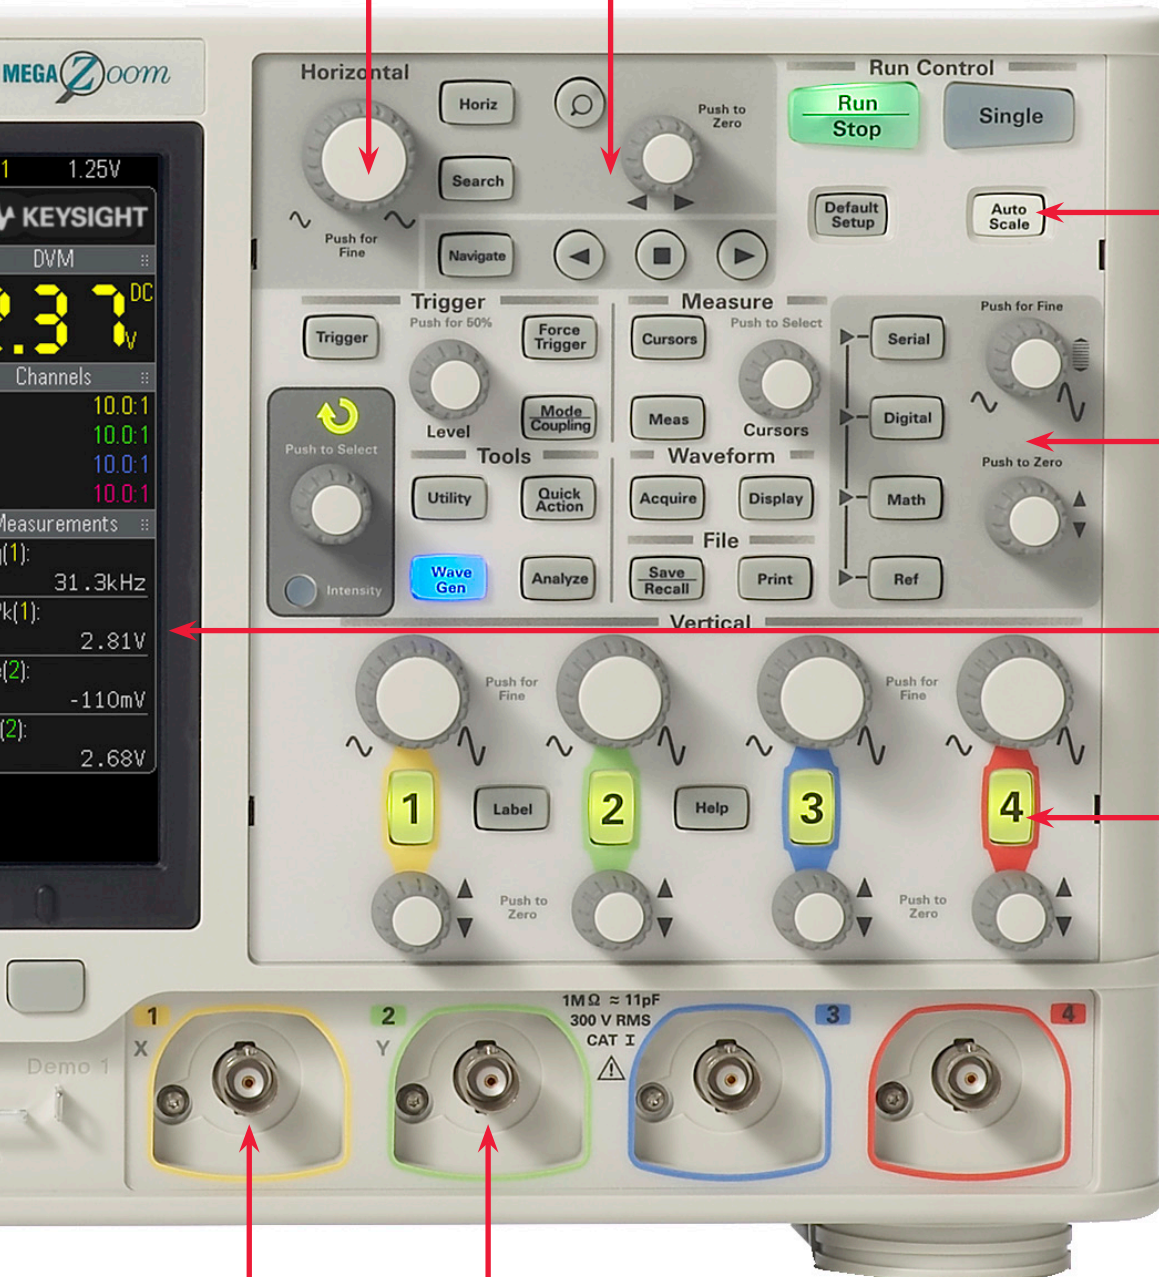 MEGA Zoom
1 1.25V
KEYSIGHT
DVM
.37 DC
V
Channels
10.0:1
10.0:1
10.0:1
10.0:1
Measurements
(1):
31.3kHz
k(1):
2.81V
(2):
-110mV
(2):
2.68V
Horizontal
Horiz
Push to
Zero
Search
Push for
Fine
Navigate
Run Control
Run
Stop
Single
Default
Setup
Auto
Scale
Trigger
Push for 50%
Trigger
Force
Trigger
Mode
Coupling
Level
Push to Select
Intensity
Measure
Push to Select
Cursors
Meas
Cursors
Tools
Utility
Quick
Action
Wave
Gen
Analyze
Waveform
Acquire
Display
File
Save
Recall
Print
Push for Fine
Serial
Digital
Push to Zero
Math
Ref
Vertical
Push for
Fine
Push for
Fine
1
Label
2
Help
3
4
Push to
Zero
Push to
Zero
1
X
2
Y
1MΩ ≈ 11pF
300 V RMS
CAT I
3
4
Demo 1